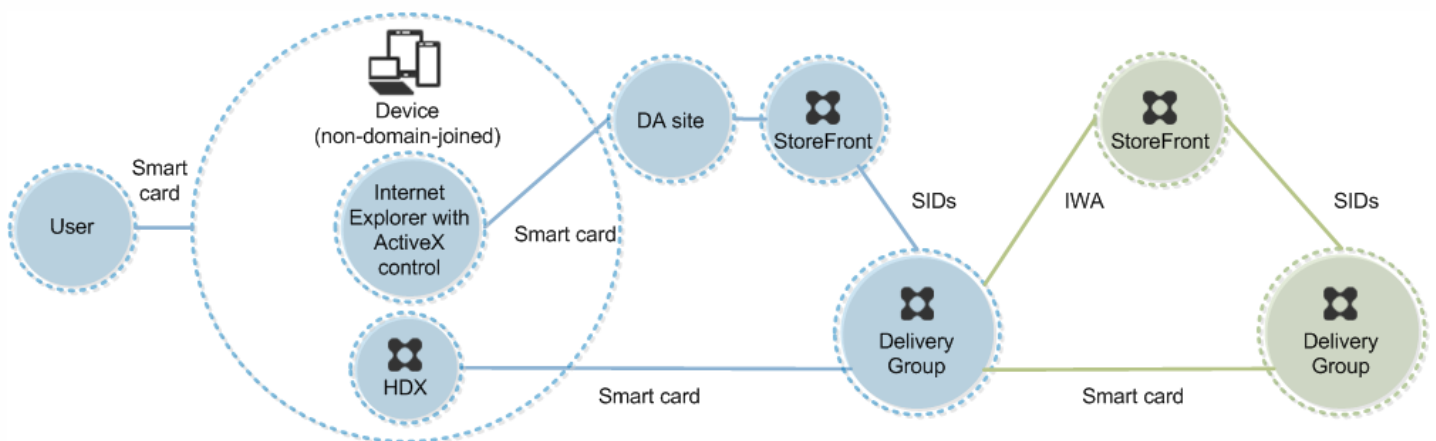 User
Smart
card
Device
(non-domain-joined)
Internet
Explorer with
ActiveX
control
HDX
Smart card
DA site
StoreFront
SIDs
Delivery
Group
Smart card
IWA
StoreFront
SIDs
Delivery
Group
Smart card